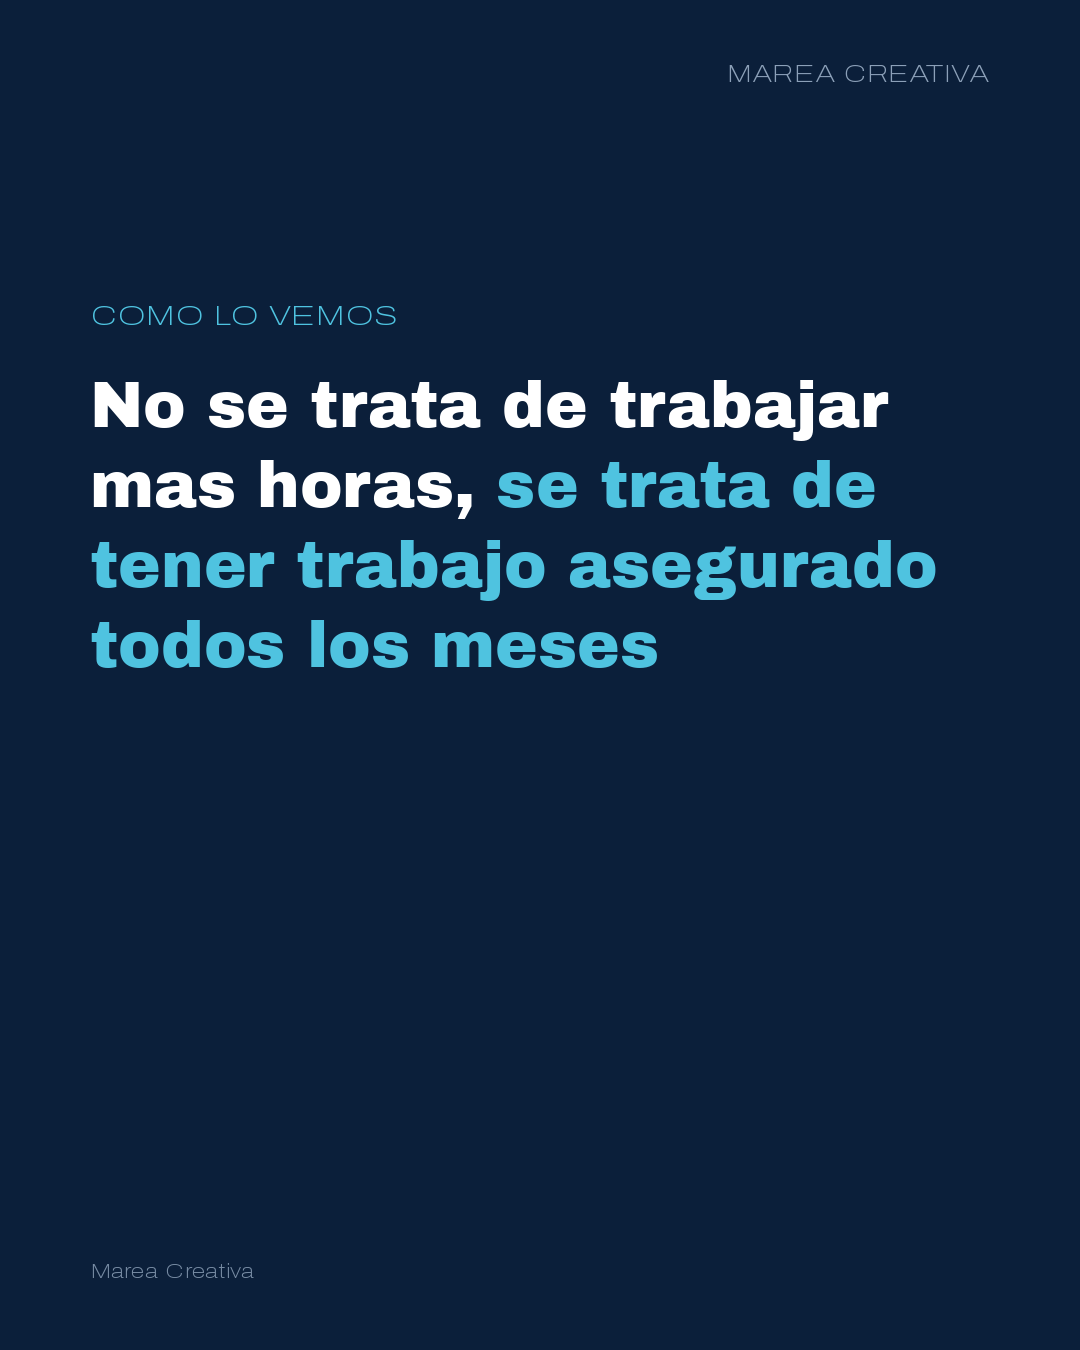 MAREA CREATIVA
COMO LO VEMOS
No se trata de trabajar
mas horas, se trata de
tener trabajo asegurado
todos los meses
Marea Creativa